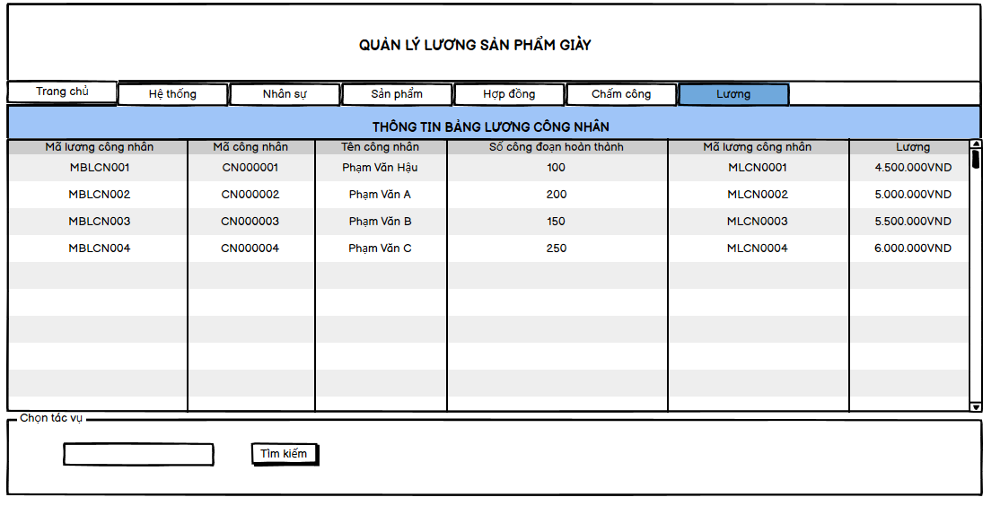 QUẢN LÝ LƯƠNG SẢN PHẨM GIÀY
Trang chủ Hệ thống Nhân sự Sản phẩm Hợp đồng Chấm công Lương
THÔNG TIN BẢNG LƯƠNG CÔNG NHÂN
Mã lương công nhân Mã công nhân Tên công nhân Số công đoạn hoàn thành Mã lương công nhân Lương
MBLCN001 CN000001 Phạm Văn Hậu 100 MLCN0001 4.500.000VND
MBLCN002 CN000002 Phạm Văn A 200 MLCN0002 5.000.000VND
MBLCN003 CN000003 Phạm Văn B 150 MLCN0003 5.500.000VND
MBLCN004 CN000004 Phạm Văn C 250 MLCN0004 6.000.000VND
Chọn tác vụ
Tìm kiếm